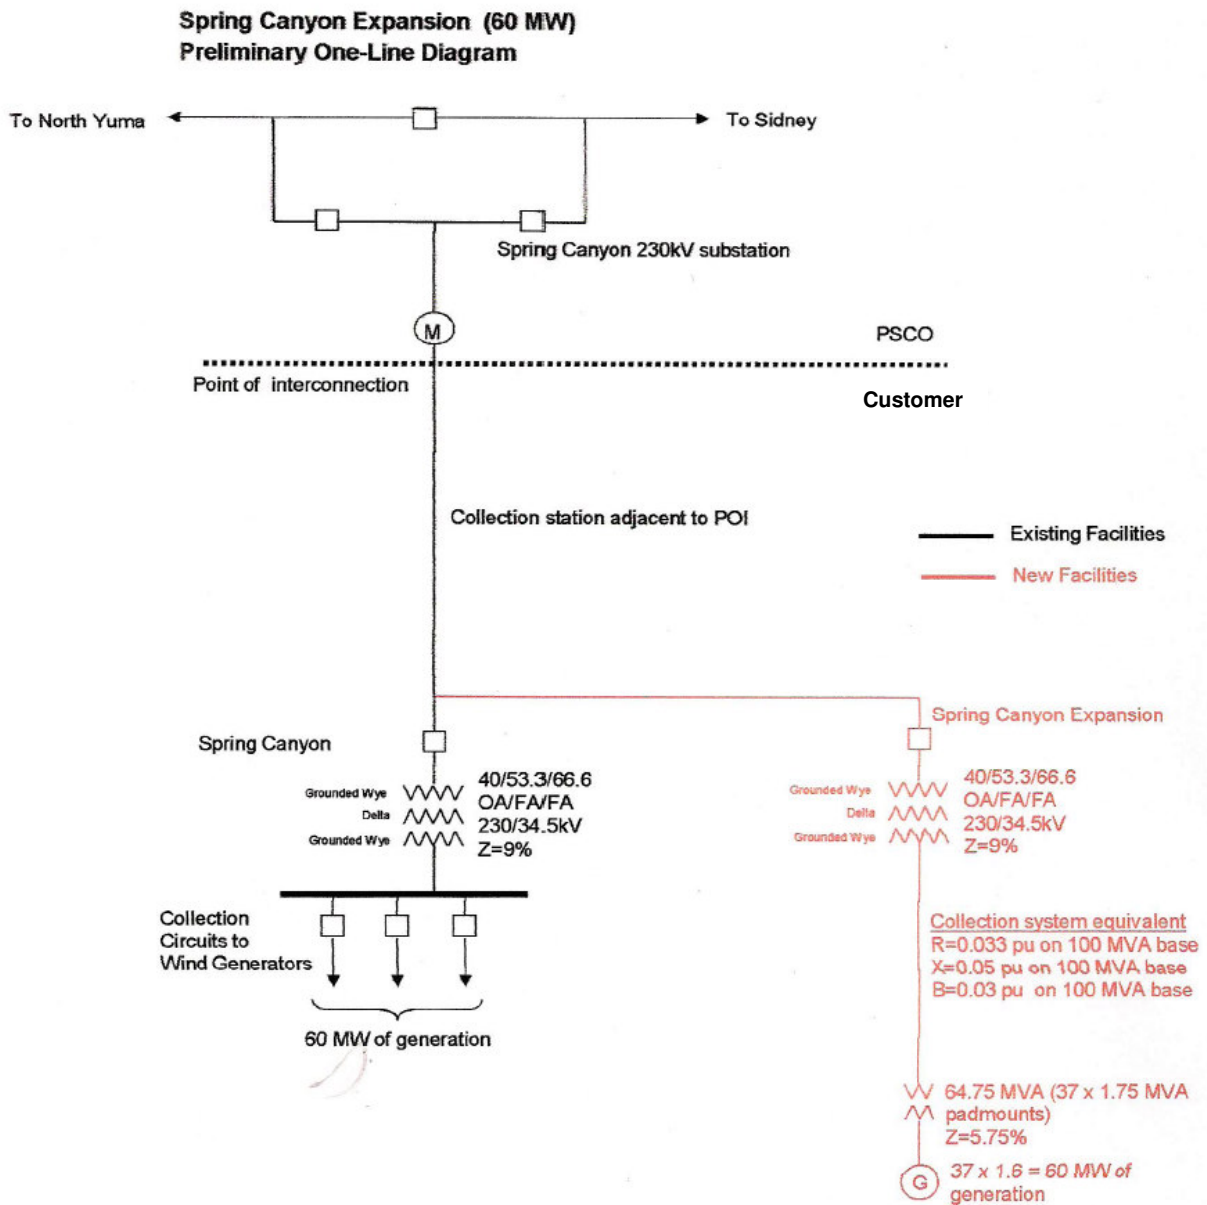 Spring Canyon Expansion (60 MW)
Preliminary One-Line Diagram
To North Yuma
To Sidney
Spring Canyon 230kV substation
M
PSCO
Point of interconnection
Customer
Collection station adjacent to POI
Existing Facilities
New Facilities
Spring Canyon Expansion
Spring Canyon
Grounded Wye
Delta
Grounded Wye
40/53.3/66.6
OA/FA/FA
230/34.5kV
Z=9%
Grounded Wye
Delta
Grounded Wye
40/53.3/66.6
OA/FA/FA
230/34.5kV
Z=9%
Collection
Circuits to
Wind Generators
60 MW of generation
Collection system equivalent
R=0.033 pu on 100 MVA base
X=0.05 pu on 100 MVA base
B=0.03 pu on 100 MVA base
64.75 MVA (37 x 1.75 MVA
padmounts)
Z=5.75%
G
37 x 1.6 = 60 MW of
generation